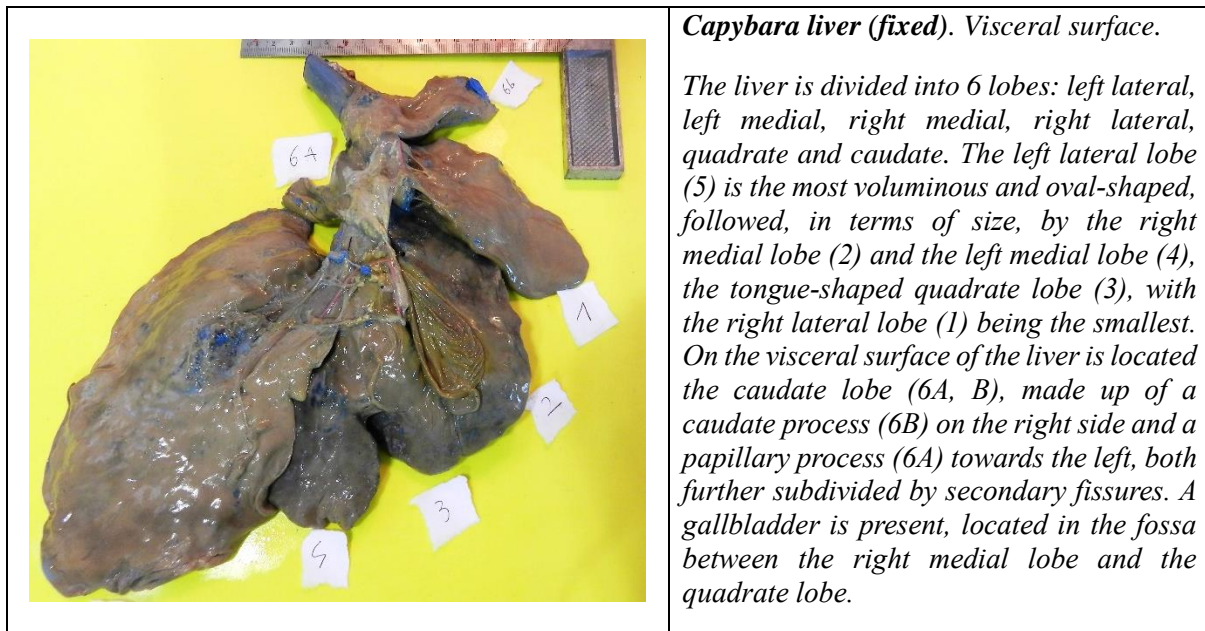 6b
6A
1
2
3
Capybara liver (fixed). Visceral surface.
The liver is divided into 6 lobes: left lateral,
left medial, right medial, right lateral,
quadrate and caudate. The left lateral lobe
(5) is the most voluminous and oval-shaped,
followed, in terms of size, by the right
medial lobe (2) and the left medial lobe (4),
the tongue-shaped quadrate lobe (3), with
the right lateral lobe (1) being the smallest.
On the visceral surface of the liver is located
the caudate lobe (6A, B), made up of a
caudate process (6B) on the right side and a
papillary process (6A) towards the left, both
further subdivided by secondary fissures. A
gallbladder is present, located in the fossa
between the right medial lobe and the
quadrate lobe.